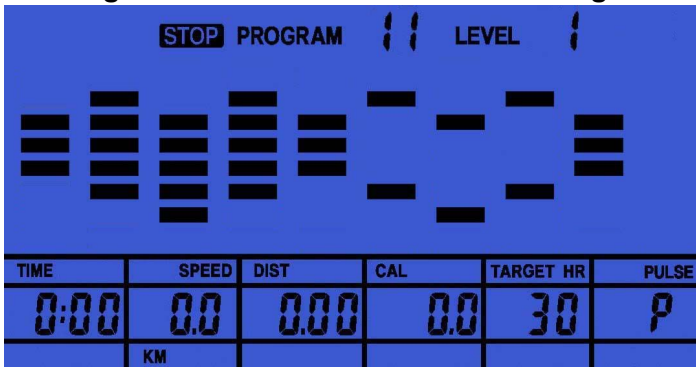 STOP PROGRAM 11 LEVEL 1
TIME SPEED DIST CAL TARGET HR PULSE
0:00 0.0 0.00 0.0 30 P
KM